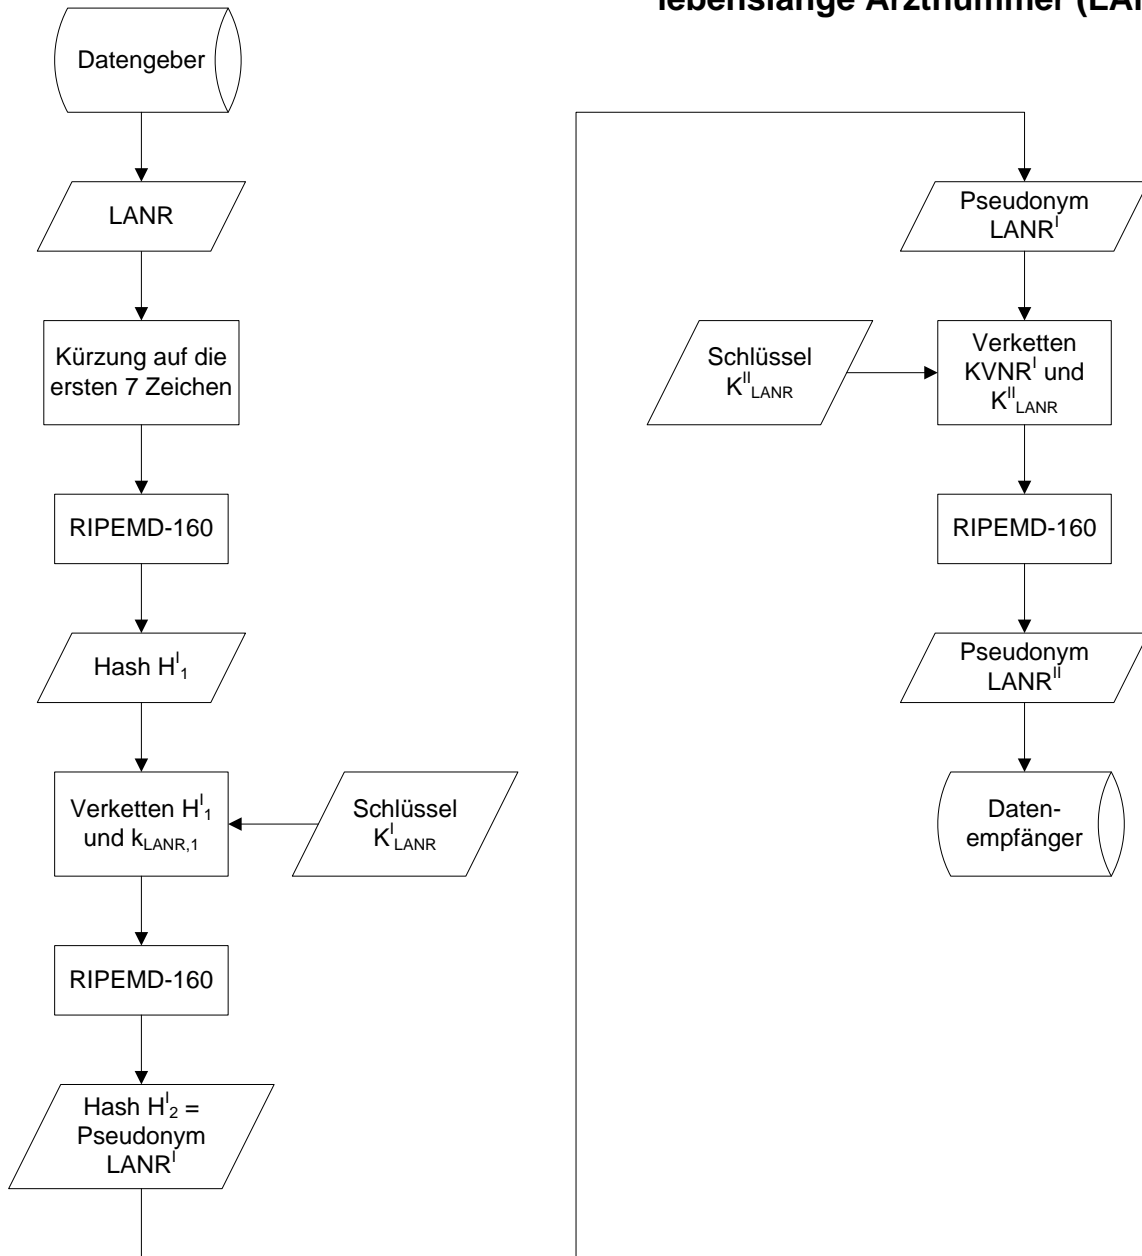 lebenslange Arztnummer
Datengeber
LANR
Kürzung auf die
ersten 7 Zeichen
RIPEMD-160
Hash H^I_1
Verketten H^I_1
und k_LANR,1
Schlüssel
K^I_LANR
RIPEMD-160
Hash H^I_2 =
Pseudonym
LANR^I
Pseudonym
LANR^I
Schlüssel
K^II_LANR
Verketten
KVNR^I und
K^II_LANR
RIPEMD-160
Pseudonym
LANR^II
Daten-
empfänger